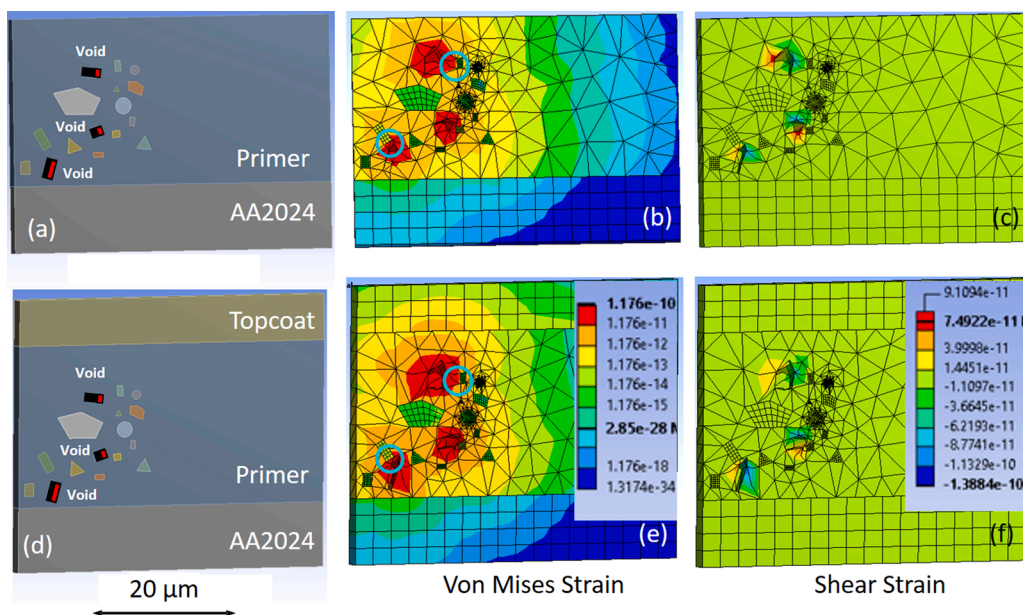 Void
Void
Void
Primer
AA2024
(a)
(b)
(c)
Topcoat
Void
Void
Void
Primer
AA2024
(d)
1.176e-10
1.176e-11
1.176e-12
1.176e-13
1.176e-14
1.176e-15
2.85e-28 M
1.176e-18
1.3174e-34
(e)
9.1094e-11
7.4922e-11
3.9998e-11
1.4451e-11
-1.1097e-11
-3.6645e-11
-6.2193e-11
-8.7741e-11
-1.1329e-10
-1.3884e-10
(f)
20 μm
Von Mises Strain
Shear Strain